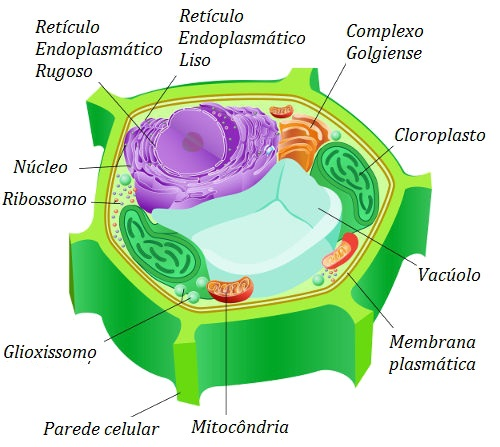 Retículo
Endoplasmático
Rugoso
Retículo
Endoplasmático
Liso
Complexo
Golgiense
Cloroplasto
Núcleo
Ribossomo
Vacúolo
Glioxissomo
Membrana
plasmática
Parede celular
Mitocôndria